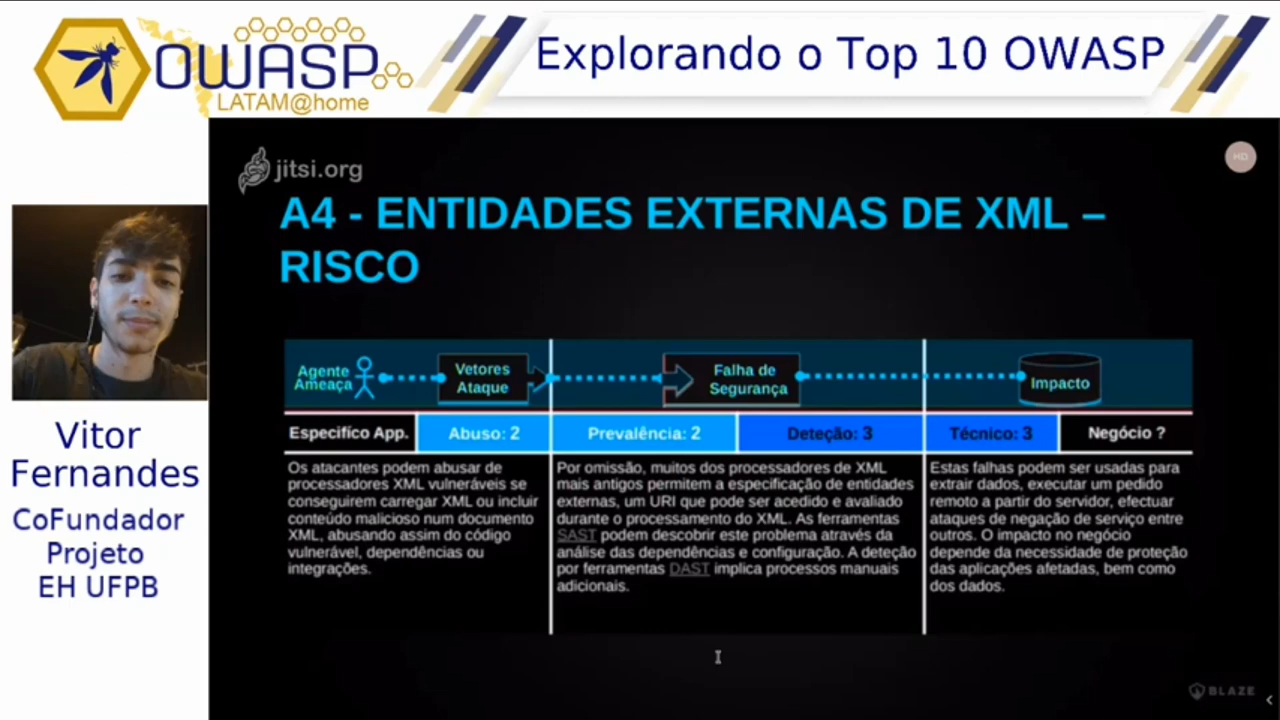 OWASP
LATAM@home
Explorando o Top 10 OWASP
jitsi.org
HD
A4 - ENTIDADES EXTERNAS DE XML –
RISCO
Agente
Ameaça
Vetores
Ataque
Falha de
Segurança
Impacto
Especifíco App.
Abuso: 2
Prevalência: 2
Deteção: 3
Técnico: 3
Negócio ?
Os atacantes podem abusar de
processadores XML vulneráveis se
conseguirem carregar XML ou incluir
conteúdo malicioso num documento
XML, abusando assim do código
vulnerável, dependências ou
integrações.
Por omissão, muitos dos processadores de XML
mais antigos permitem a especificação de entidades
externas, um URI que pode ser acedido e avaliado
durante o processamento do XML. As ferramentas
SAST podem descobrir este problema através da
análise das dependências e configuração. A deteção
por ferramentas DAST implica processos manuais
adicionais.
Estas falhas podem ser usadas para
extrair dados, executar um pedido
remoto a partir do servidor, efectuar
ataques de negação de serviço entre
outros. O impacto no negócio
depende da necessidade de proteção
das aplicações afetadas, bem como
dos dados.
Vitor
Fernandes
CoFundador
Projeto
EH UFPB
BLAZE